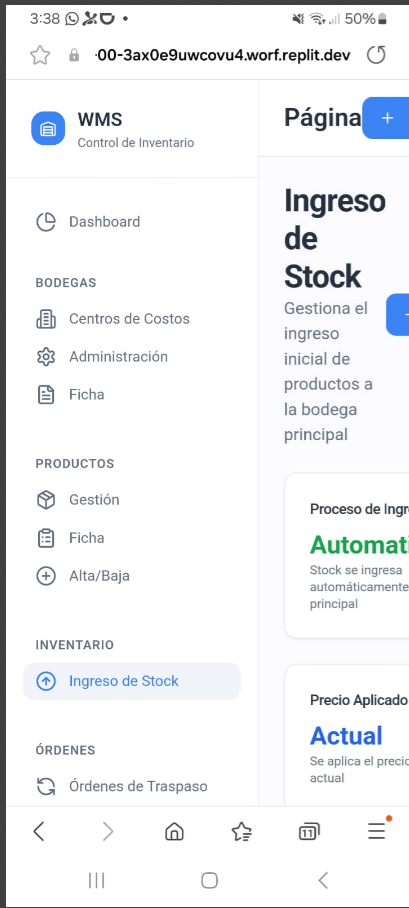 3:38
50%
·00-3ax0e9uwcovu4.worf.replit.dev
WMS
Control de Inventario
Dashboard
BODEGAS
Centros de Costos
Administración
Ficha
PRODUCTOS
Gestión
Ficha
Alta/Baja
INVENTARIO
Ingreso de Stock
ÓRDENES
Órdenes de Traspaso
Página
+
Ingreso
de
Stock
Gestiona el
ingreso
inicial de
productos a
la bodega
principal
Proceso de Ingr
Automati
Stock se ingresa
automáticamente
principal
Precio Aplicado
Actual
Se aplica el precio
actual
11